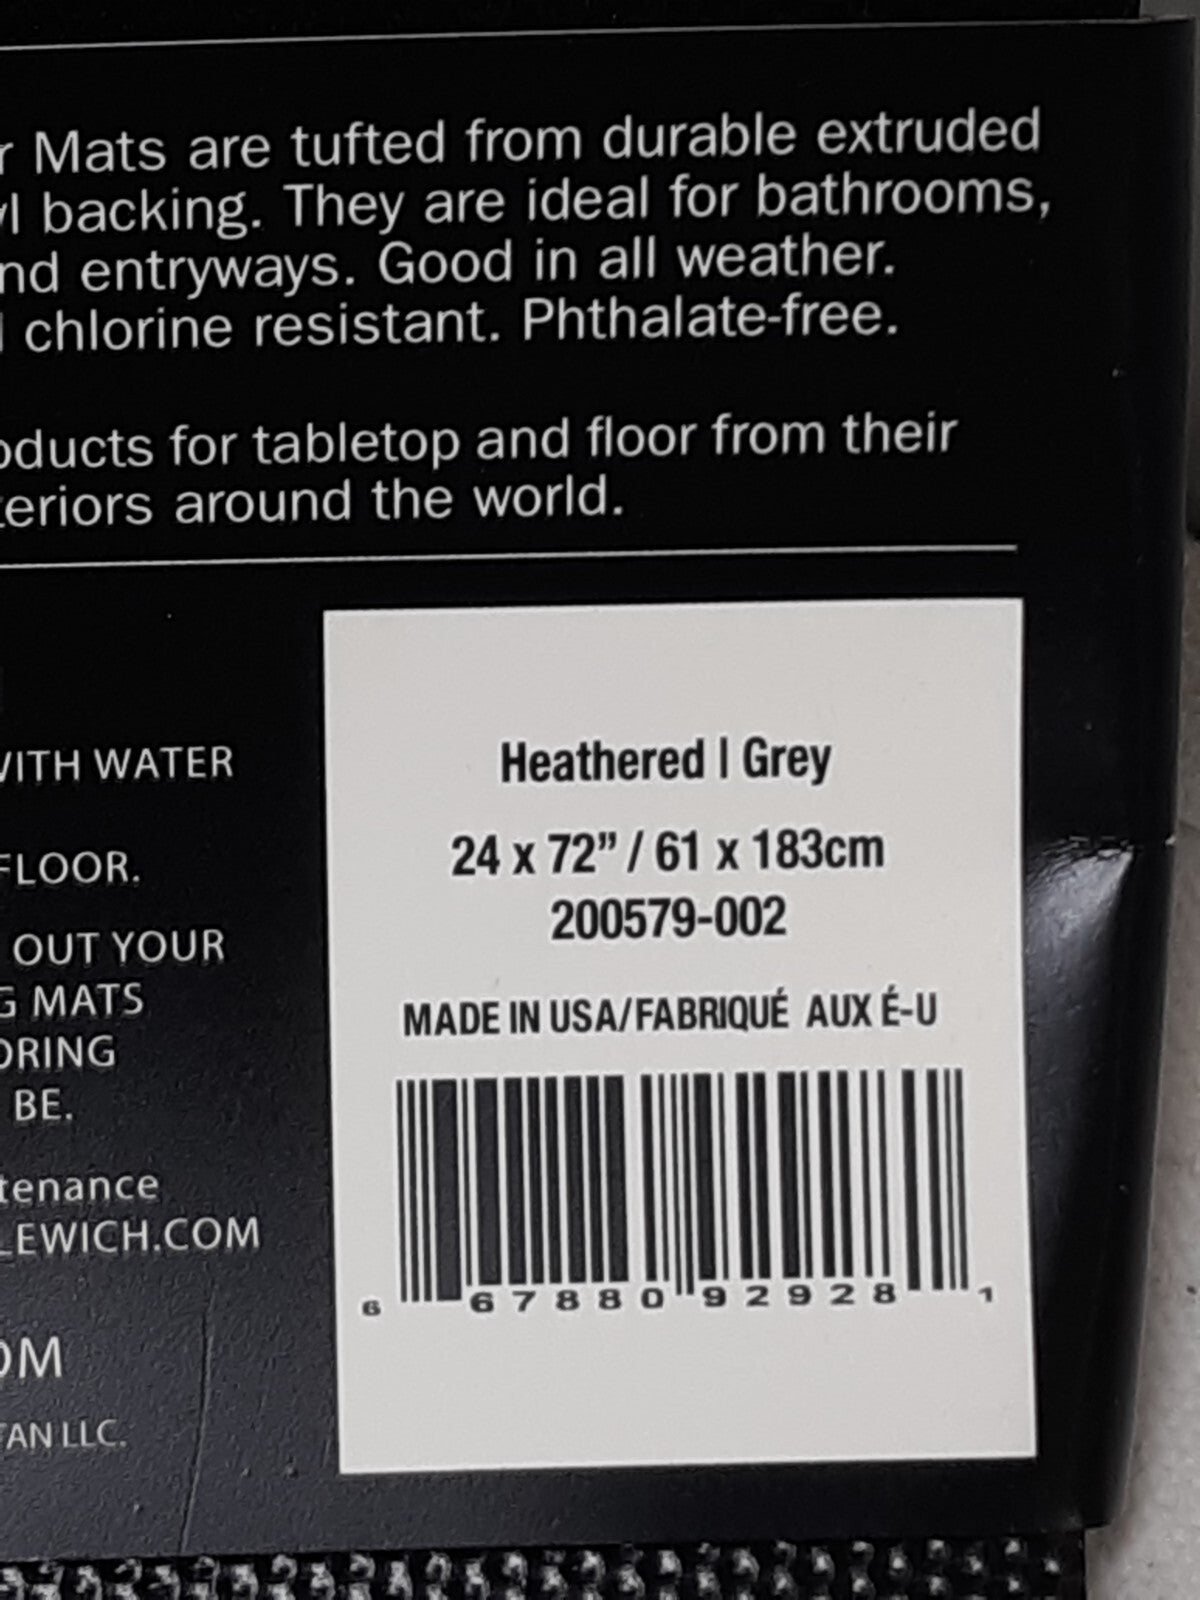 r Mats are tufted from durable extruded
yl backing. They are ideal for bathrooms,
nd entryways. Good in all weather.
chlorine resistant. Phthalate-free.
oducts for tabletop and floor from their
teriors around the world.
WITH WATER
FLOOR.
OUT YOUR
G MATS
ORING
BE.
tenance
LEWICH.COM
OM
TAN LLC.
Heathered | Grey
24 x 72” / 61 x 183cm
200579-002
MADE IN USA/FABRIQUÉ AUX É-U
6 67880 92928 1